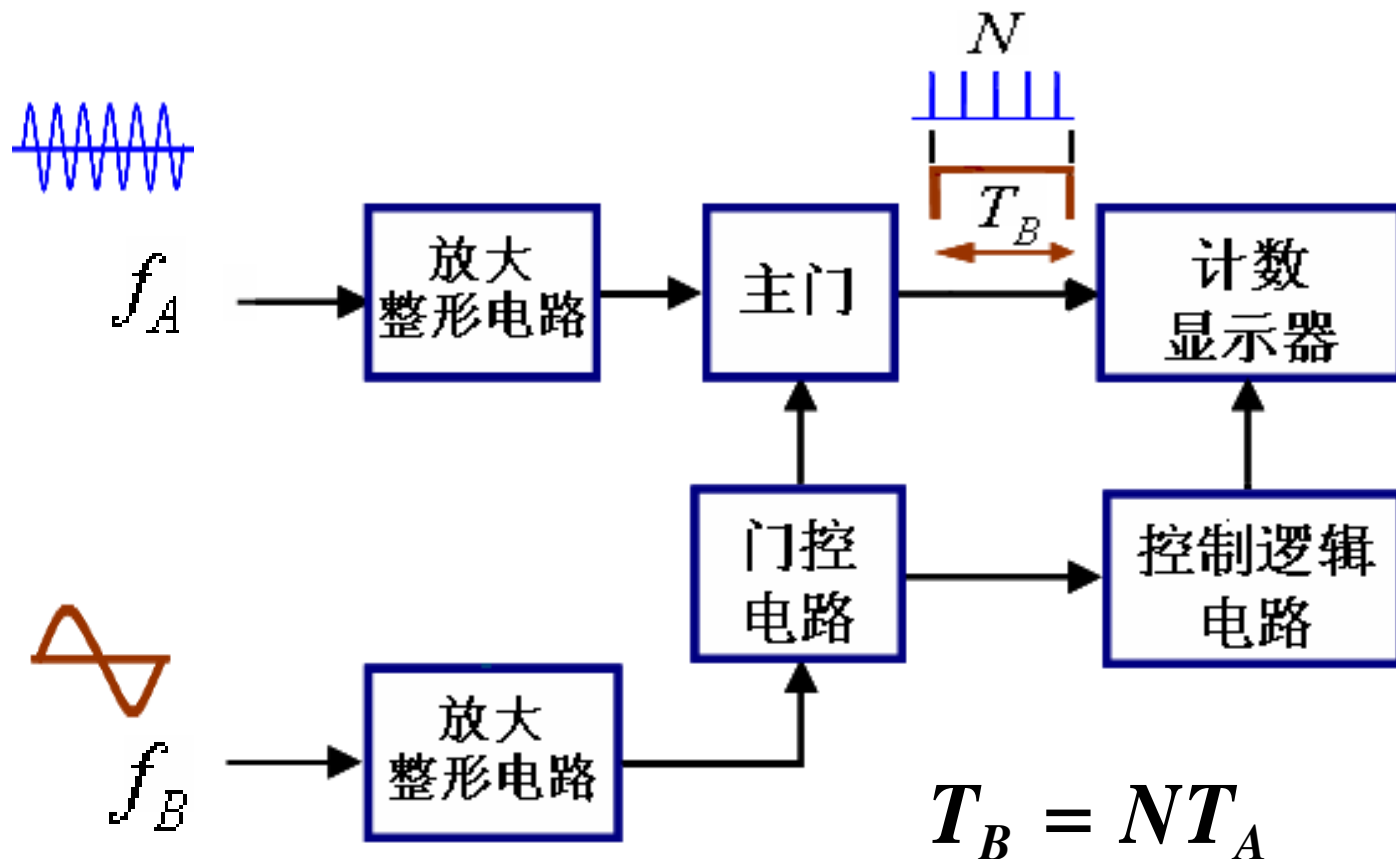 N
T_B
f_A
放大
整形电路
主门
计数
显示器
门控
电路
控制逻辑
电路
f_B
放大
整形电路
T_B = NT_A